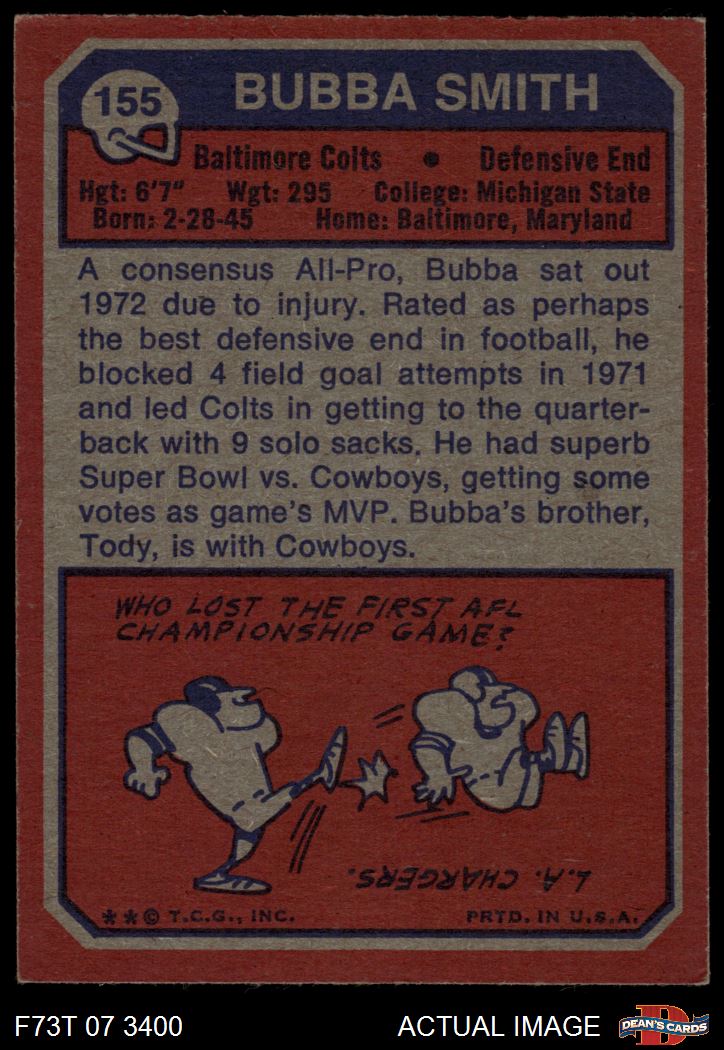 155
BUBBA SMITH
Baltimore Colts • Defensive End
Hgt: 6'7" Wgt: 295 College: Michigan State
Born: 2-28-45 Home: Baltimore, Maryland
A consensus All-Pro, Bubba sat out
1972 due to injury. Rated as perhaps
the best defensive end in football, he
blocked 4 field goal attempts in 1971
and led Colts in getting to the quarter-
back with 9 solo sacks. He had superb
Super Bowl vs. Cowboys, getting some
votes as game's MVP. Bubba's brother,
Tody, is with Cowboys.
WHO LOST THE FIRST AFL
CHAMPIONSHIP GAME?
L.A. CHARGERS.
**© T.C.G., INC. PRTD. IN U.S.A.
F73T 07 3400 ACTUAL IMAGE
D
DEAN'S CARDS